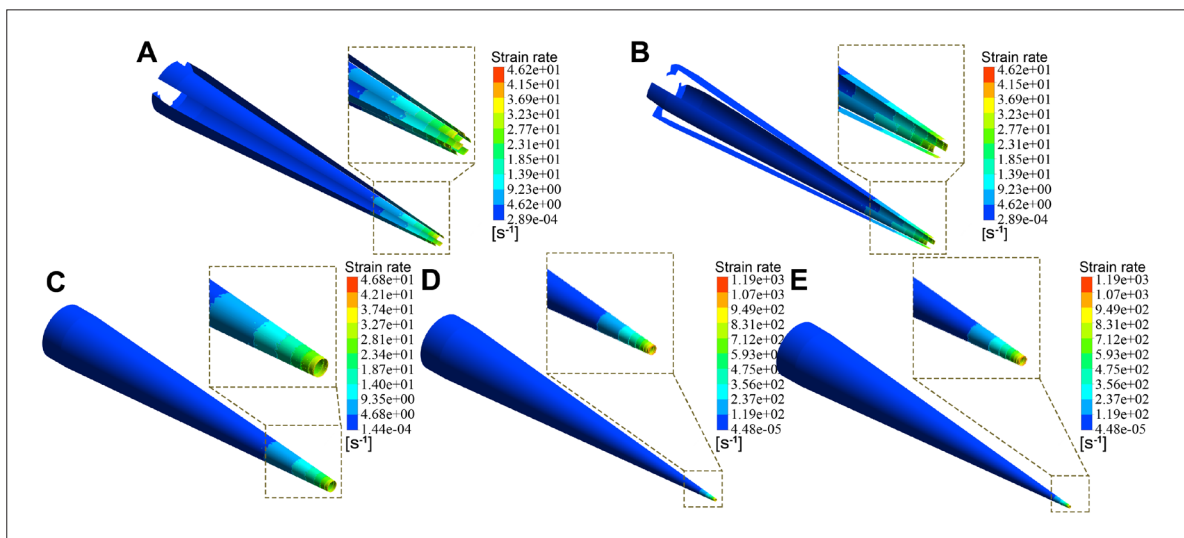 A
Strain rate
4.62e+01
4.15e+01
3.69e+01
3.23e+01
2.77e+01
2.31e+01
1.85e+01
1.39e+01
9.23e+00
4.62e+00
2.89e-04
[s-1]
B
Strain rate
4.62e+01
4.15e+01
3.69e+01
3.23e+01
2.77e+01
2.31e+01
1.85e+01
1.39e+01
9.23e+00
4.62e+00
2.89e-04
[s-1]
C
Strain rate
4.68e+01
4.21e+01
3.74e+01
3.27e+01
2.81e+01
2.34e+01
1.87e+01
1.40e+01
9.35e+00
4.68e+00
1.44e-04
[s-1]
D
Strain rate
1.19e+03
1.07e+03
9.49e+02
8.31e+02
7.12e+02
5.93e+02
4.75e+02
3.56e+02
2.37e+02
1.19e+02
4.48e-05
[s-1]
E
Strain rate
1.19e+03
1.07e+03
9.49e+02
8.31e+02
7.12e+02
5.93e+02
4.75e+02
3.56e+02
2.37e+02
1.19e+02
4.48e-05
[s-1]